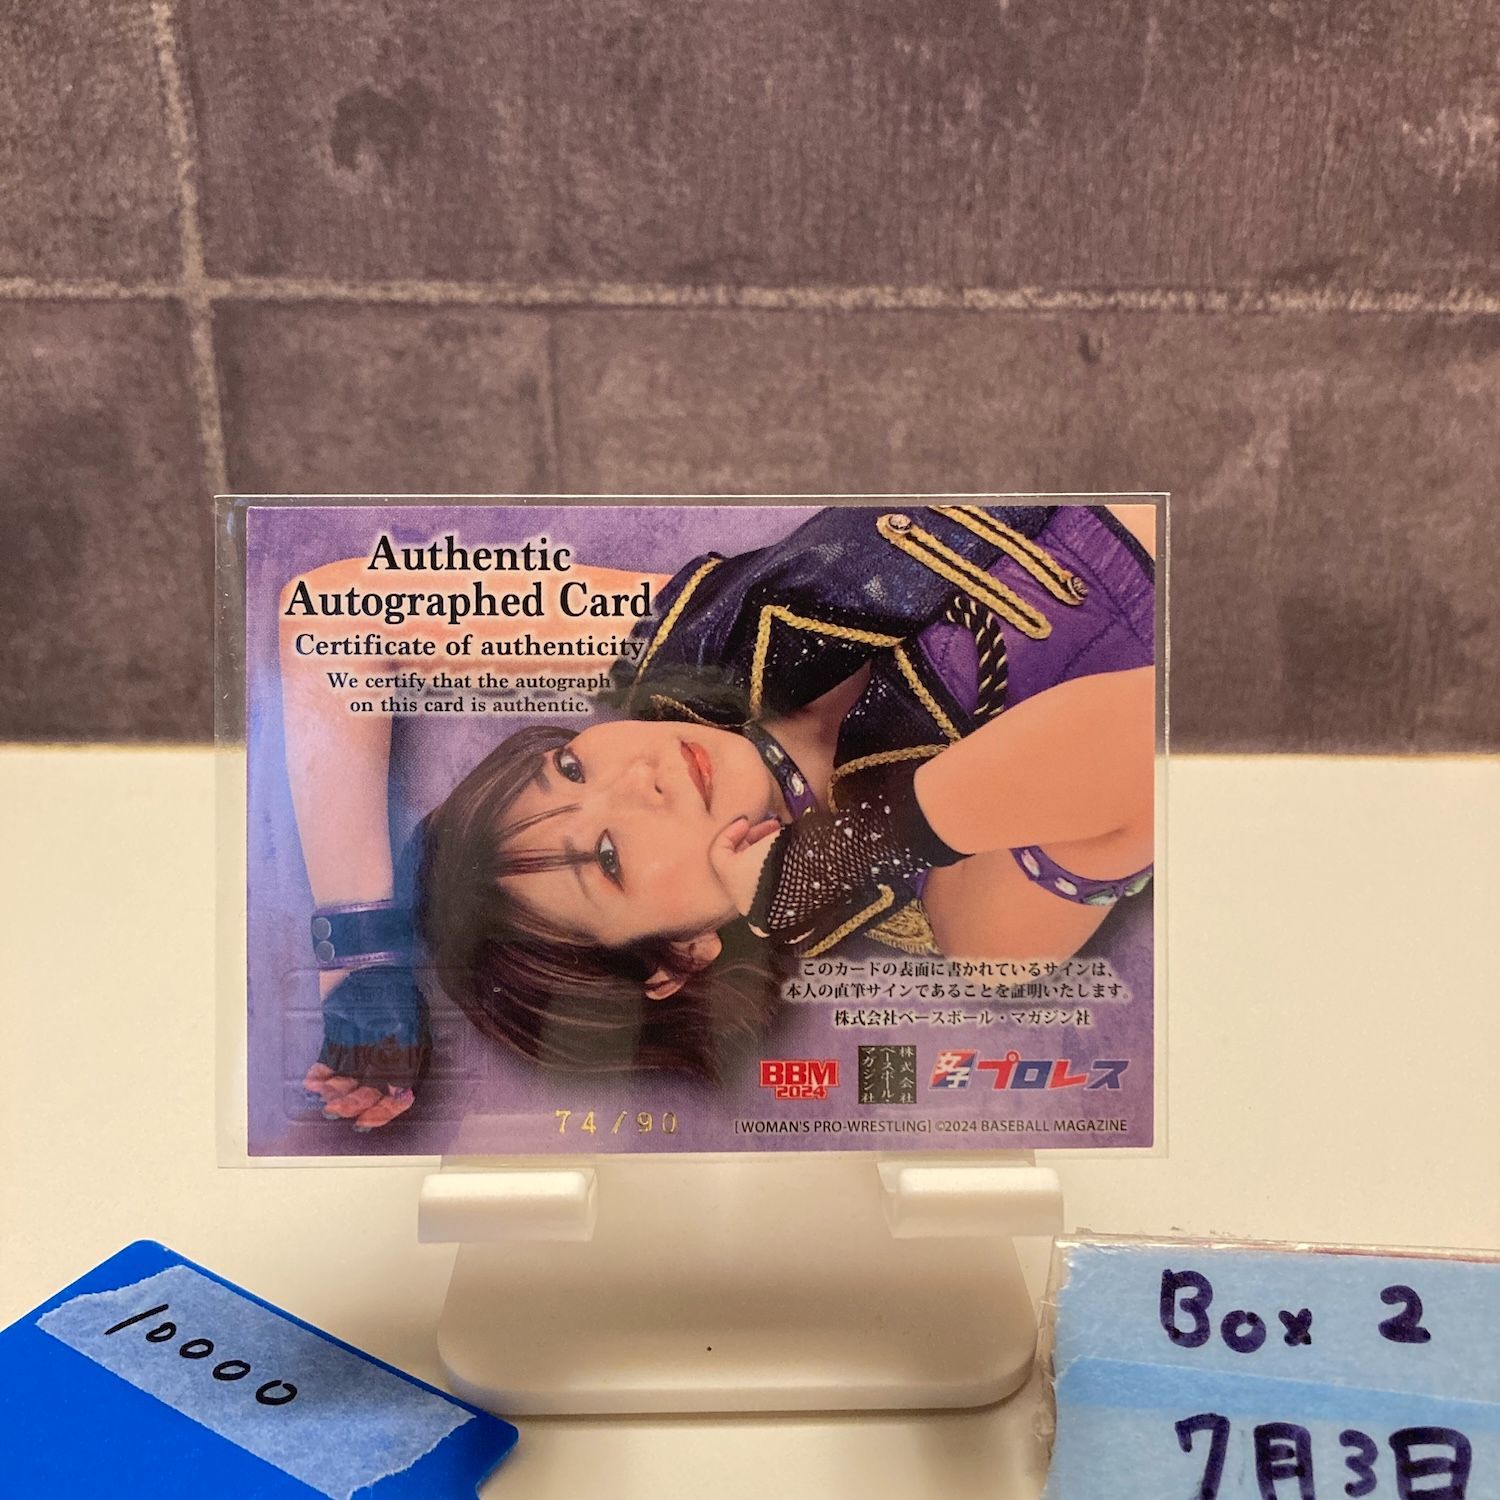 Authentic
Autographed Card
Certificate of authenticity
We certify that the autograph
on this card is authentic.
このカードの表面に書かれているサインは、
本人の直筆サインであることを証明いたします。
株式会社ベースボール・マガジン社
BBM
2024
株式会社
ベースボール・
マガジン社
女子プロレス
74/90
[WOMAN'S PRO-WRESTLING] ©2024 BASEBALL MAGAZINE
10000
Box 2
7月3日